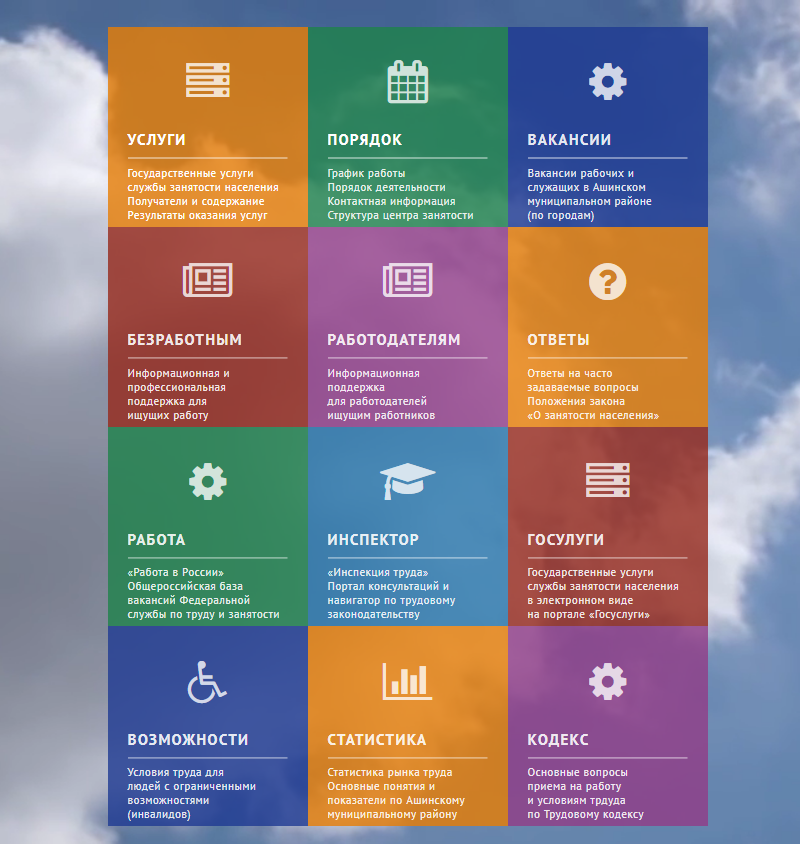 УСЛУГИ
Государственные услуги
службы занятости населения
Получатели и содержание
Результаты оказания услуг
ПОРЯДОК
График работы
Порядок деятельности
Контактная информация
Структура центра занятости
ВАКАНСИИ
Вакансии рабочих и
служащих в Ашинском
муниципальном районе
(по городам)
БЕЗРАБОТНЫМ
Информационная и
профессиональная
поддержка для
ищущих работу
РАБОТОДАТЕЛЯМ
Информационная
поддержка
для работодателей
ищущим работников
ОТВЕТЫ
Ответы на часто
задаваемые вопросы
Положения закона
«О занятости населения»
РАБОТА
«Работа в России»
Общероссийская база
вакансий Федеральной
службы по труду и занятости
ИНСПЕКТОР
«Инспекция труда»
Портал консультаций и
навигатор по трудовому
законодательству
ГОСУЛУГИ
Государственные услуги
службы занятости населения
в электронном виде
на портале «Госуслуги»
ВОЗМОЖНОСТИ
Условия труда для
людей с ограниченными
возможностями
(инвалидов)
СТАТИСТИКА
Статистика рынка труда
Основные понятия и
показатели по Ашинскому
муниципальному району
КОДЕКС
Основные вопросы
приема на работу
и условиям трдуда
по Трудовому кодексу